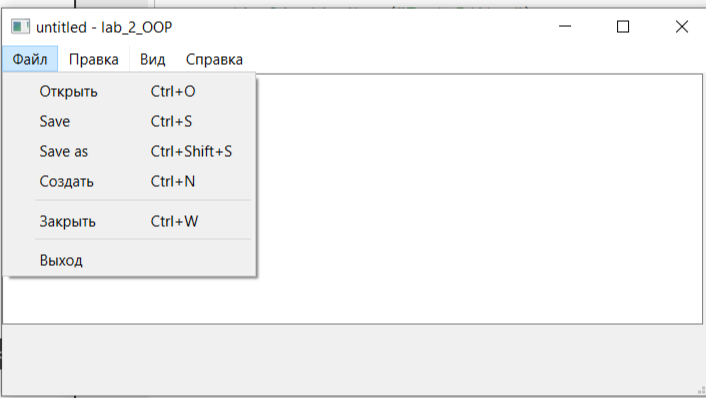 untitled - lab_2_OOP
Файл Правка Вид Справка
Открыть Ctrl+O
Save Ctrl+S
Save as Ctrl+Shift+S
Создать Ctrl+N
Закрыть Ctrl+W
Выход